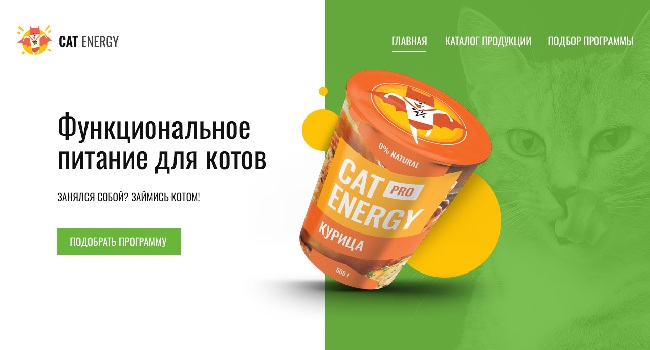 CAT ENERGY
ГЛАВНАЯ
КАТАЛОГ ПРОДУКЦИИ
ПОДБОР ПРОГРАММЫ
Функциональное
питание для котов
ЗАНЯЛСЯ СОБОЙ? ЗАЙМИСЬ КОТОМ!
ПОДОБРАТЬ ПРОГРАММУ
0% NATURAL
CAT PRO
ENERGY
КУРИЦА